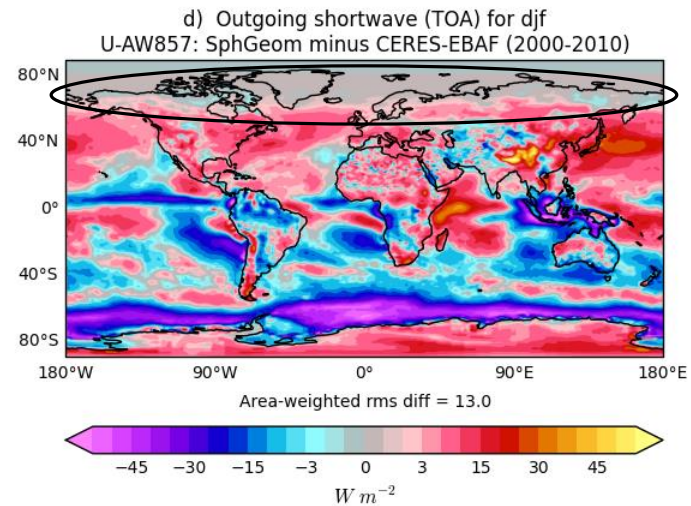 d)  Outgoing shortwave (TOA) for djf
U-AW857: SphGeom minus CERES-EBAF (2000-2010)
80°N
40°N
0°
40°S
80°S
180°W 90°W 0° 90°E 180°E
Area-weighted rms diff = 13.0
−45 −30 −15 −3 0 3 15 30 45
W m⁻²